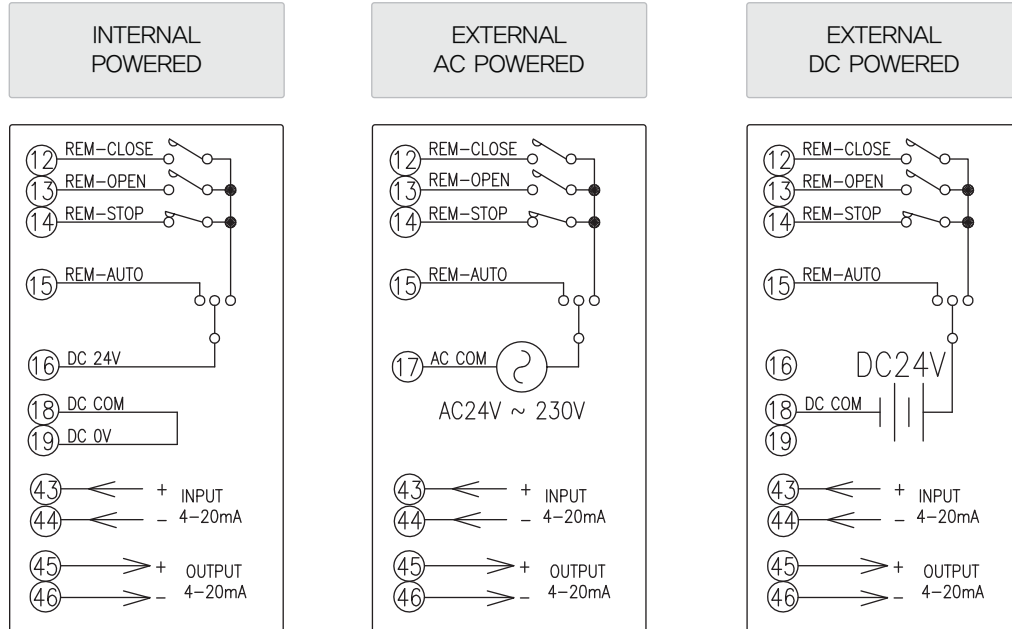 INTERNAL
POWERED
12 REM-CLOSE
13 REM-OPEN
14 REM-STOP
15 REM-AUTO
16 DC 24V
18 DC COM
19 DC 0V
43 + INPUT
44 - 4-20mA
45 + OUTPUT
46 - 4-20mA
EXTERNAL
AC POWERED
12 REM-CLOSE
13 REM-OPEN
14 REM-STOP
15 REM-AUTO
17 AC COM
AC24V ~ 230V
43 + INPUT
44 - 4-20mA
45 + OUTPUT
46 - 4-20mA
EXTERNAL
DC POWERED
12 REM-CLOSE
13 REM-OPEN
14 REM-STOP
15 REM-AUTO
16 DC24V
18 DC COM
19
43 + INPUT
44 - 4-20mA
45 + OUTPUT
46 - 4-20mA